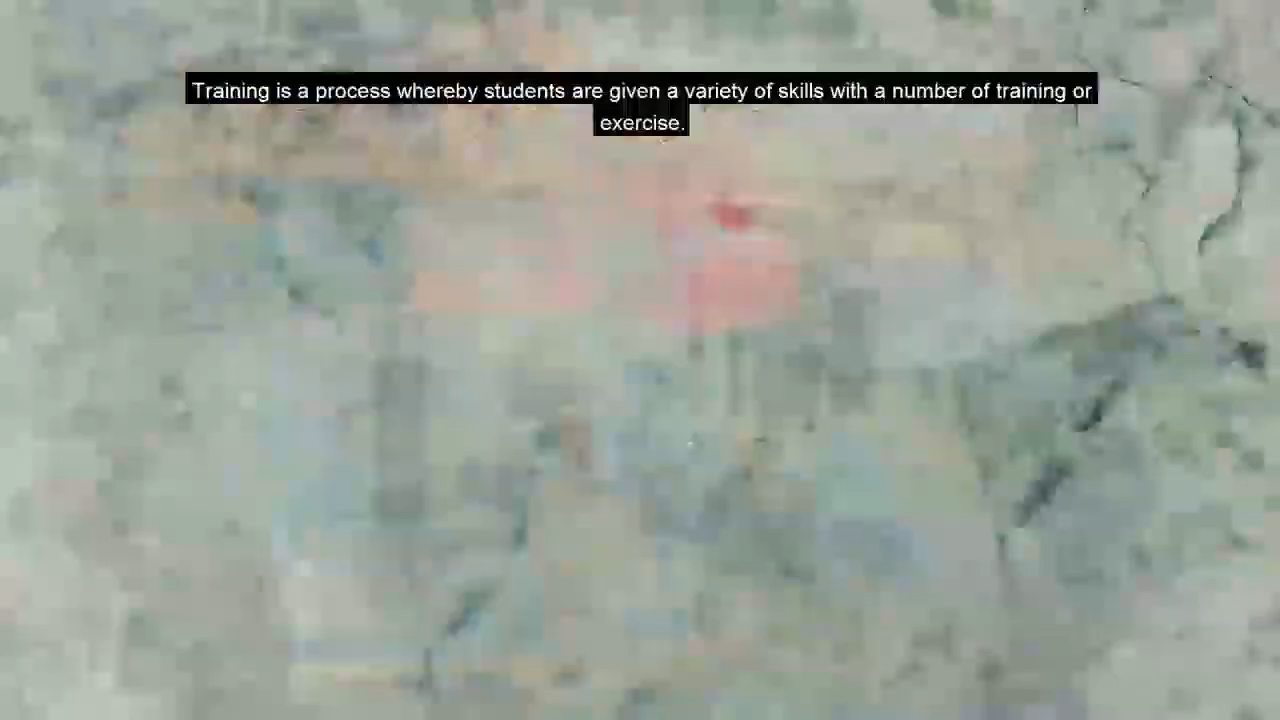 Training is a process whereby students are given a variety of skills with a number of training or
exercise.